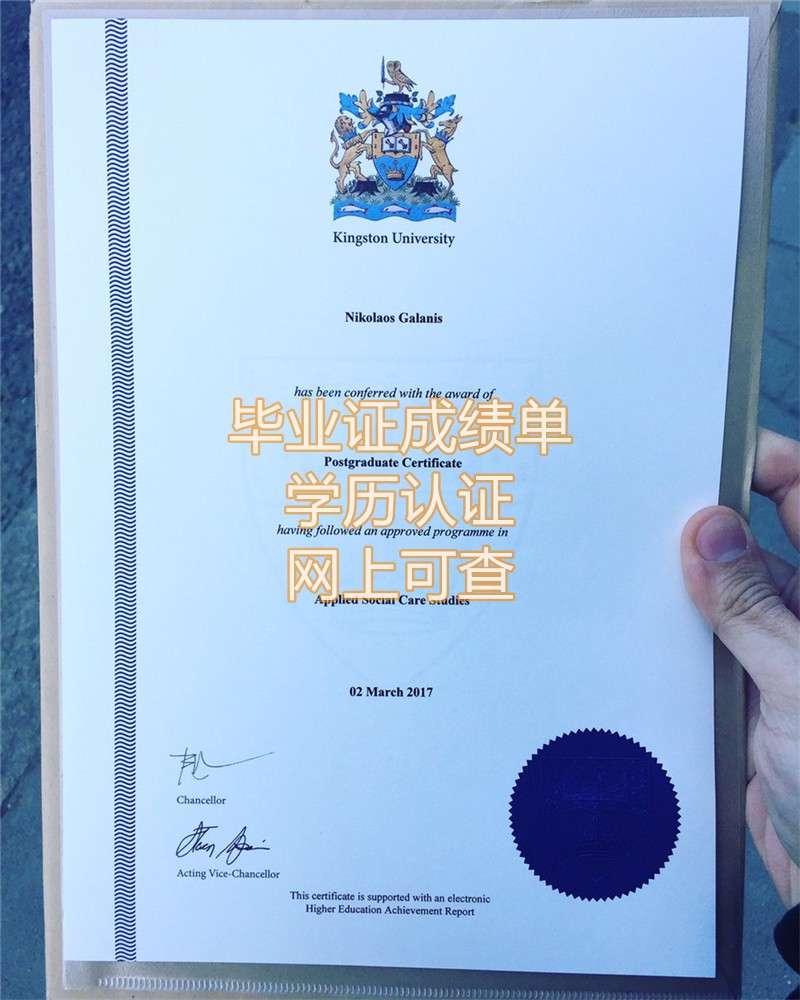 Kingston University
Nikolaos Galanis
has been conferred with the award of
毕业证成绩单
Postgraduate Certificate
学历认证
having followed an approved programme in
网上可查
Applied Social Care Studies
02 March 2017
Chancellor
Acting Vice-Chancellor
This certificate is supported with an electronic
Higher Education Achievement Report